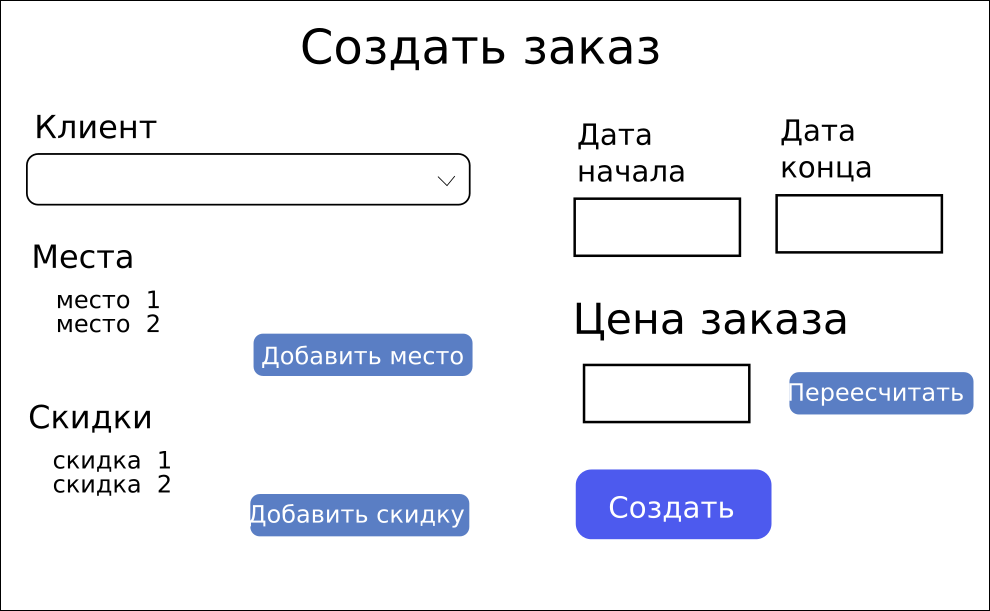 Создать заказ
Клиент
Места
место 1
место 2
Добавить место
Скидки
скидка 1
скидка 2
Добавить скидку
Дата
начала
Дата
конца
Цена заказа
Переесчитать
Создать